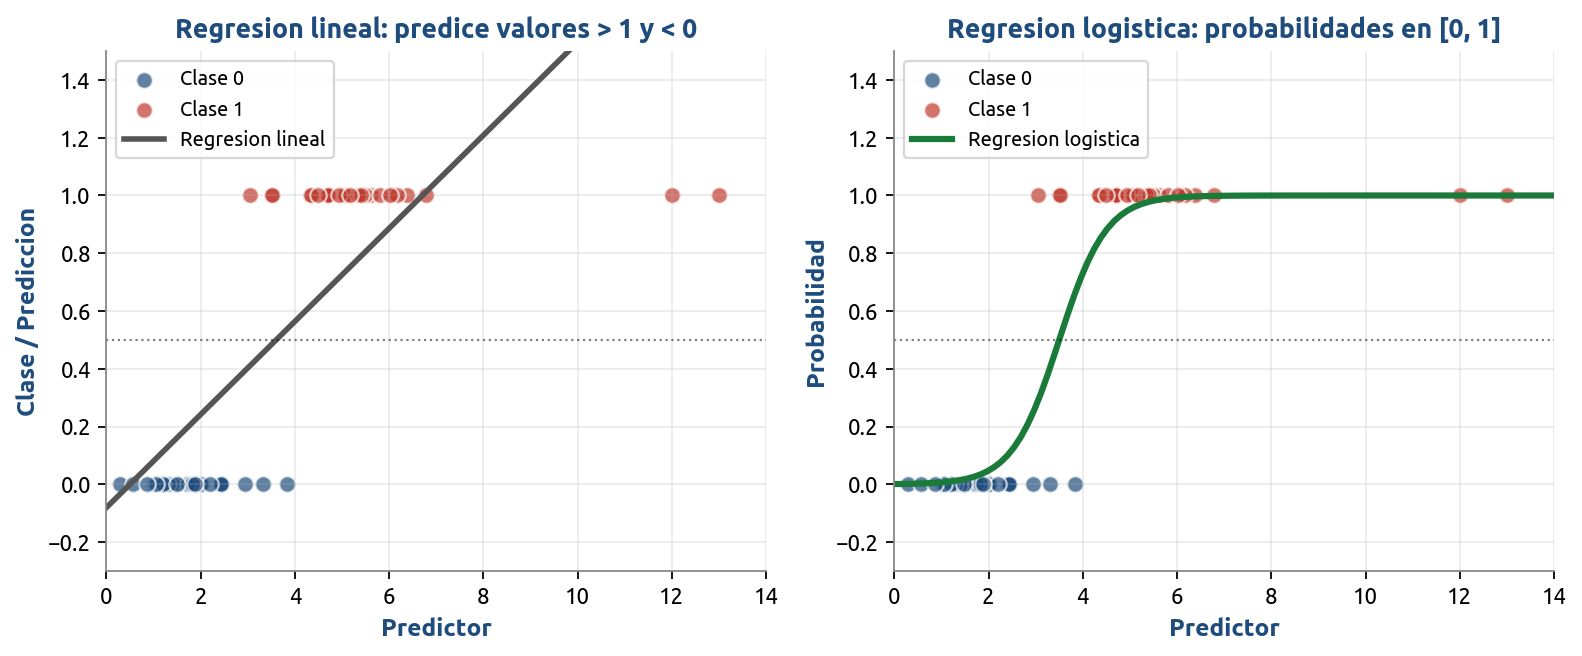 Regresion lineal: predice valores > 1 y < 0
Clase 0
Clase 1
Regresion lineal
1.4
1.2
1.0
0.8
0.6
0.4
0.2
0.0
−0.2
Clase / Prediccion
0 2 4 6 8 10 12 14
Predictor
Regresion logistica: probabilidades en [0, 1]
Clase 0
Clase 1
Regresion logistica
1.4
1.2
1.0
0.8
0.6
0.4
0.2
0.0
−0.2
Probabilidad
0 2 4 6 8 10 12 14
Predictor